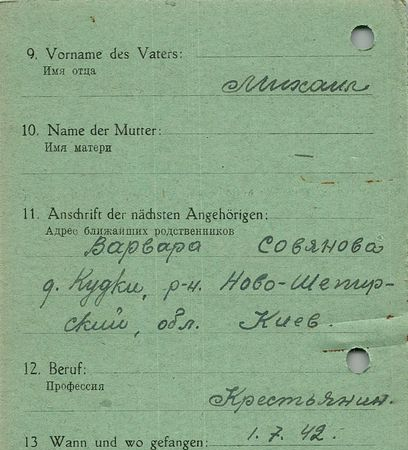 9. Vorname des Vaters:
Имя отца
Михаил
10. Name der Mutter:
Имя матери
—
11. Anschrift der nächsten Angehörigen:
Адрес ближайших родственников
Варвара Совянова
д. Кудки, р-н. Ново-Шепир-
ский, обл. Киев.
12. Beruf:
Профессия
Крестьянин.
13 Wann und wo gefangen: 1.7.42.